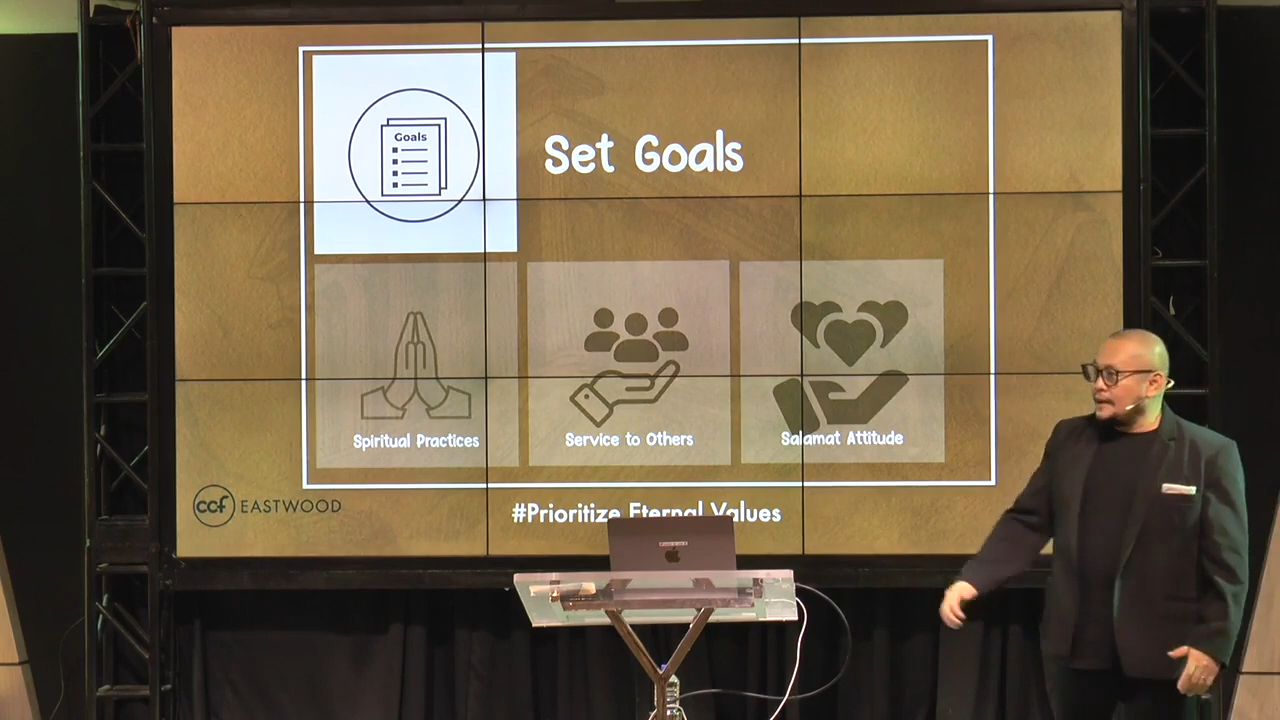 Goals
Set Goals
Spiritual Practices
Service to Others
Salamat Attitude
ccf EASTWOOD
#Prioritize Eternal Values